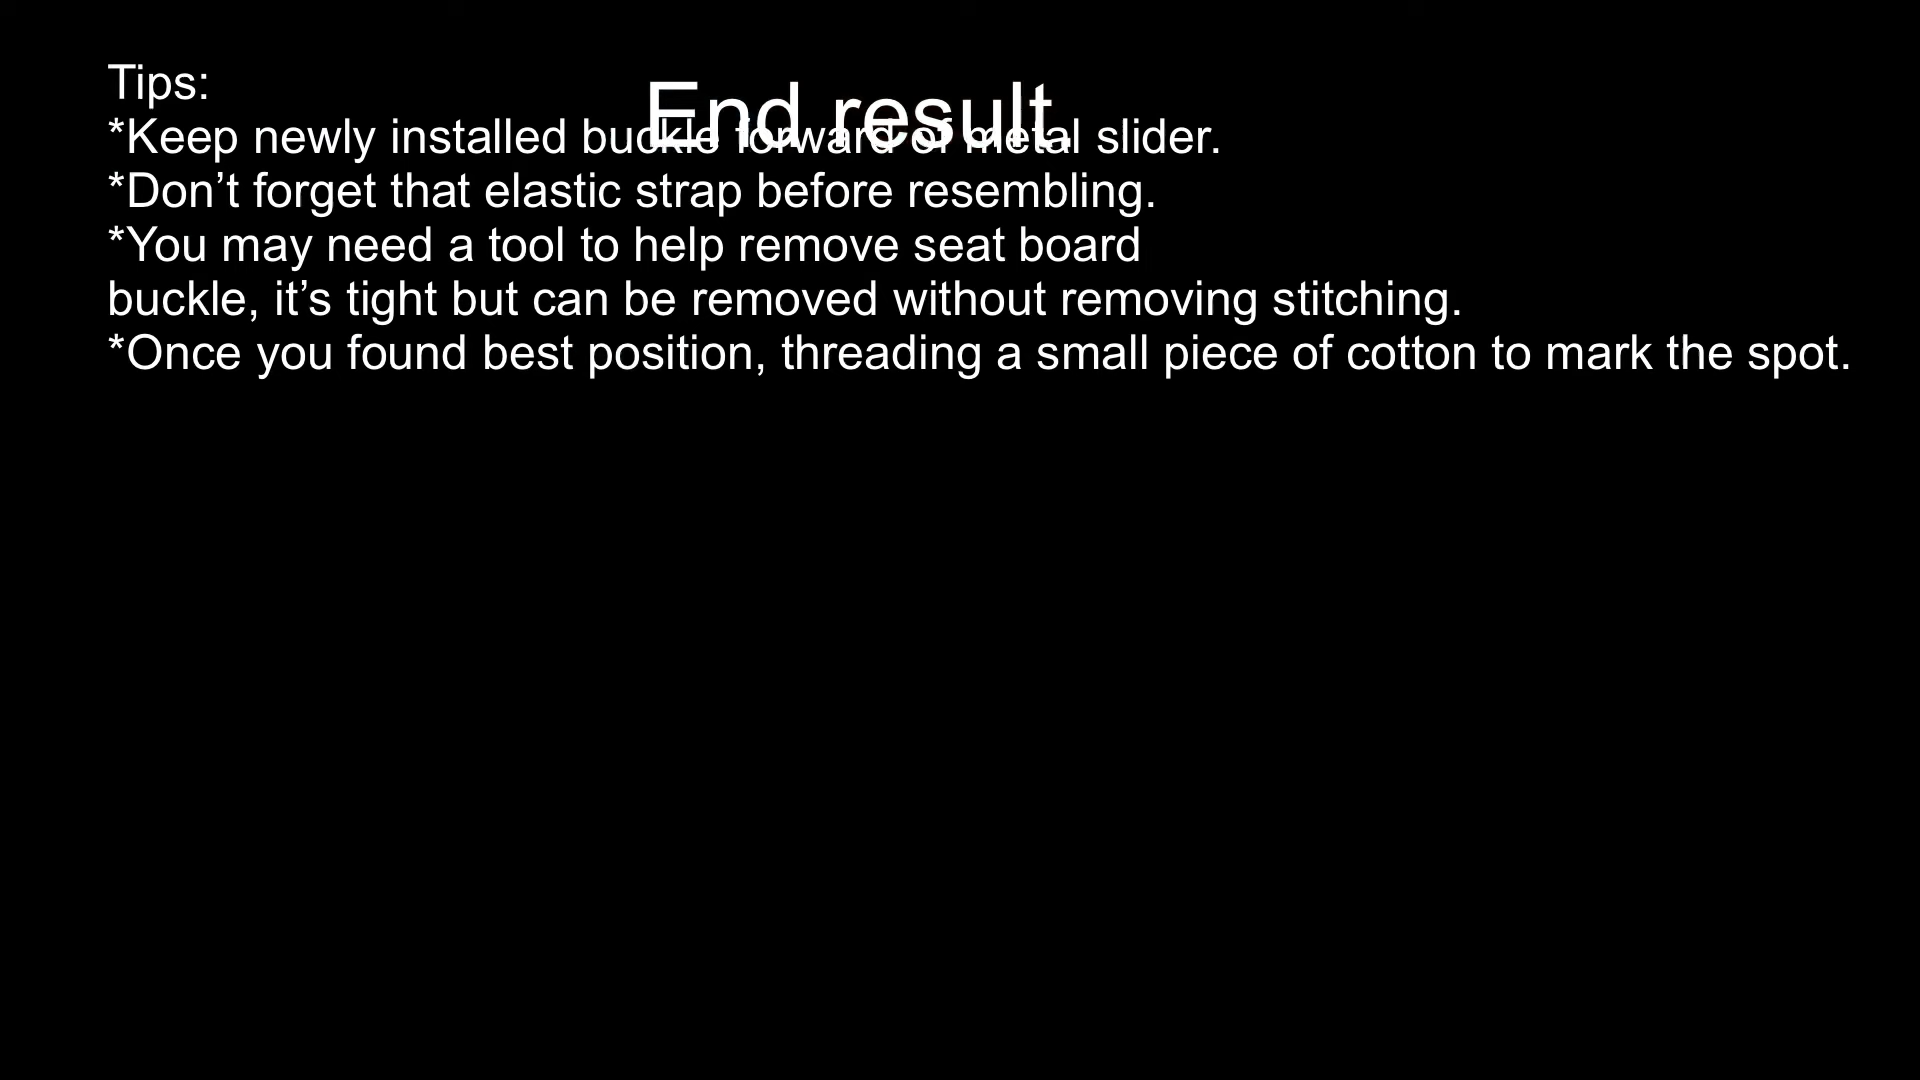 Tips:
End result.
*Keep newly installed buckle forward of metal slider.
*Don’t forget that elastic strap before resembling.
*You may need a tool to help remove seat board
buckle, it’s tight but can be removed without removing stitching.
*Once you found best position, threading a small piece of cotton to mark the spot.